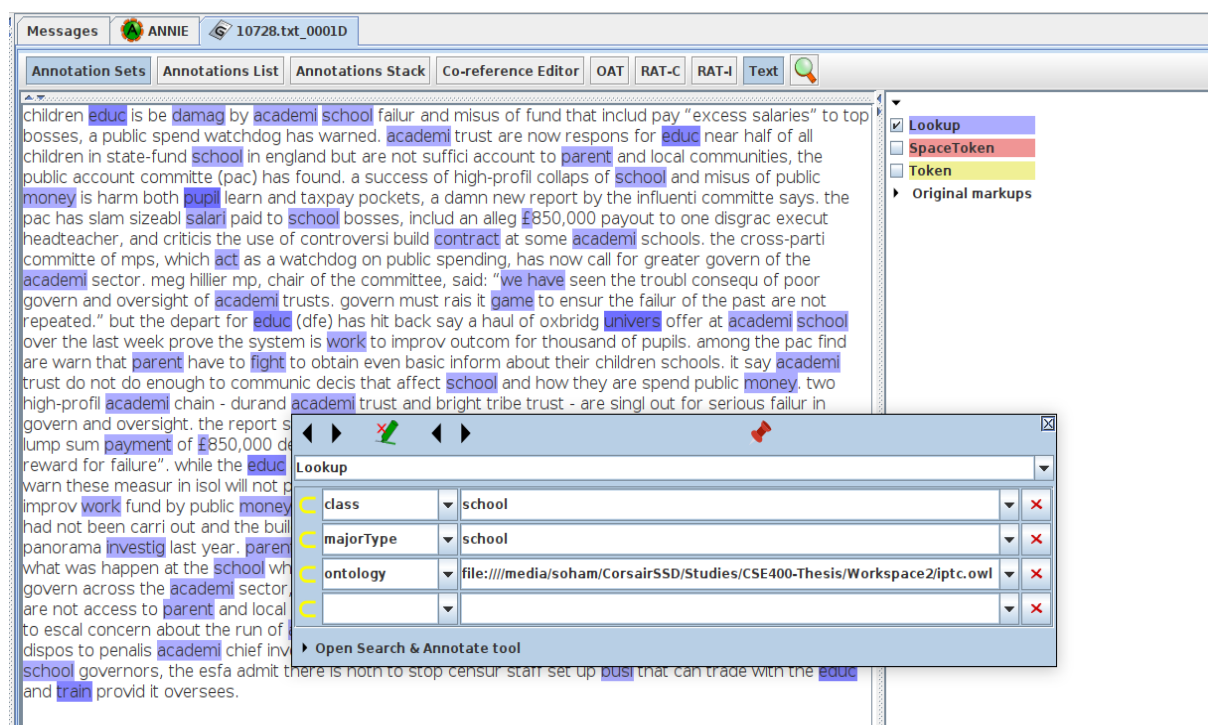 Messages
ANNIE
10728.txt_0001D
Annotation Sets
Annotations List
Annotations Stack
Co-reference Editor
OAT
RAT-C
RAT-I
Text
children educ is be damag by academi school failur and misus of fund that includ pay “excess salaries” to top
bosses, a public spend watchdog has warned. academi trust are now respons for educ near half of all
children in state-fund school in england but are not suffici account to parent and local communities, the
public account committe (pac) has found. a success of high-profil collaps of school and misus of public
money is harm both pupil learn and taxpay pockets, a damn new report by the influenti committe says. the
pac has slam sizeabl salari paid to school bosses, includ an alleg £850,000 payout to one disgrac execut
headteacher, and criticis the use of controversi build contract at some academi schools. the cross-parti
committe of mps, which act as a watchdog on public spending, has now call for greater govern of the
academi sector. meg hillier mp, chair of the committee, said: “we have seen the troubl consequ of poor
govern and oversight of academi trusts. govern must rais it game to ensur the failur of the past are not
repeated.” but the depart for educ (dfe) has hit back say a haul of oxbridg univers offer at academi school
over the last week prove the system is work to improv outcom for thousand of pupils. among the pac find
are warn that parent have to fight to obtain even basic inform about their children schools. it say academi
trust do not do enough to communic decis that affect school and how they are spend public money. two
high-profil academi chain - durand academi trust and bright tribe trust - are singl out for serious failur in
govern and oversight. the report s
lump sum payment of £850,000 de
reward for failure”. while the educ
warn these measur in isol will not p
improv work fund by public money
had not been carri out and the buil
panorama investig last year. paren
what was happen at the school wh
govern across the academi sector,
are not access to parent and local
to escal concern about the run of
dispos to penalis academi chief inv
school governors, the esfa admit there is noth to stop censur staff set up busi that can trade with the educ
and train provid it oversees.
Lookup
SpaceToken
Token
Original markups
Lookup
class school
majorType school
ontology file:////media/soham/CorsairSSD/Studies/CSE400-Thesis/Workspace2/iptc.owl
Open Search & Annotate tool